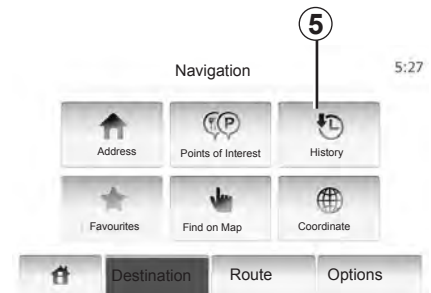 5
Navigation 5:27
Address Points of Interest History
Favourites Find on Map Coordinate
Destination Route Options